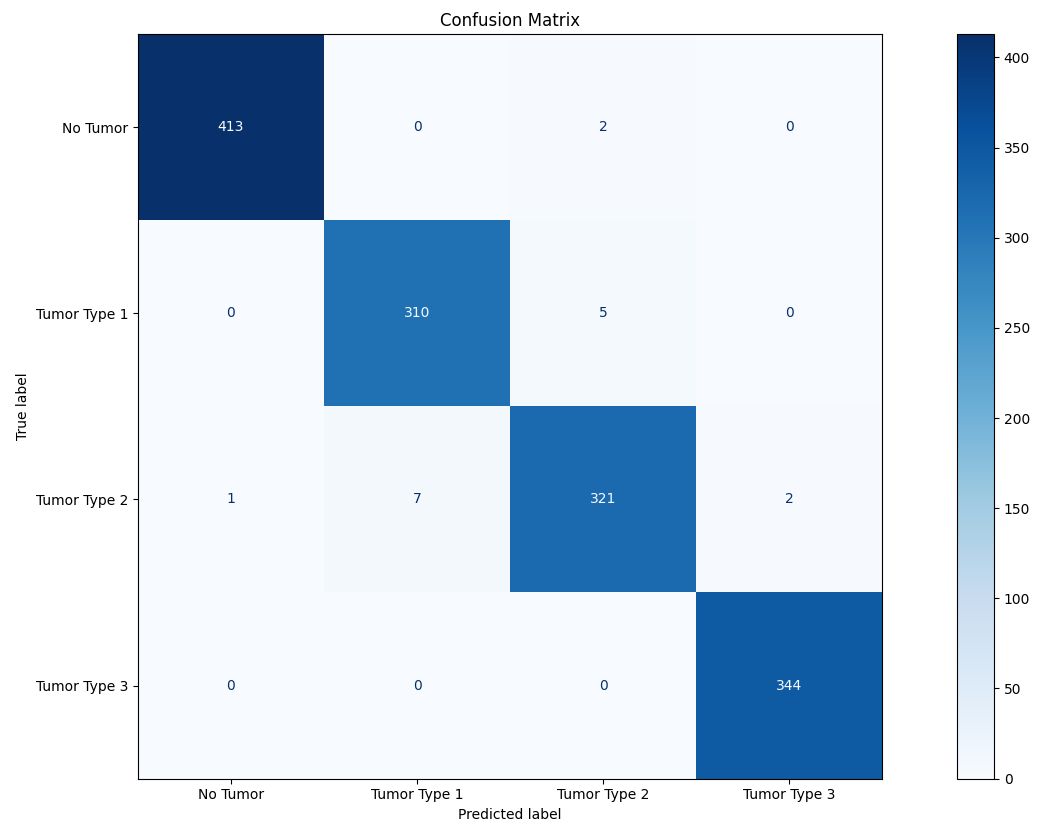 Confusion Matrix
No Tumor 413 0 2 0
Tumor Type 1 0 310 5 0
Tumor Type 2 1 7 321 2
Tumor Type 3 0 0 0 344
No Tumor Tumor Type 1 Tumor Type 2 Tumor Type 3
Predicted label
True label
400
350
300
250
200
150
100
50
0